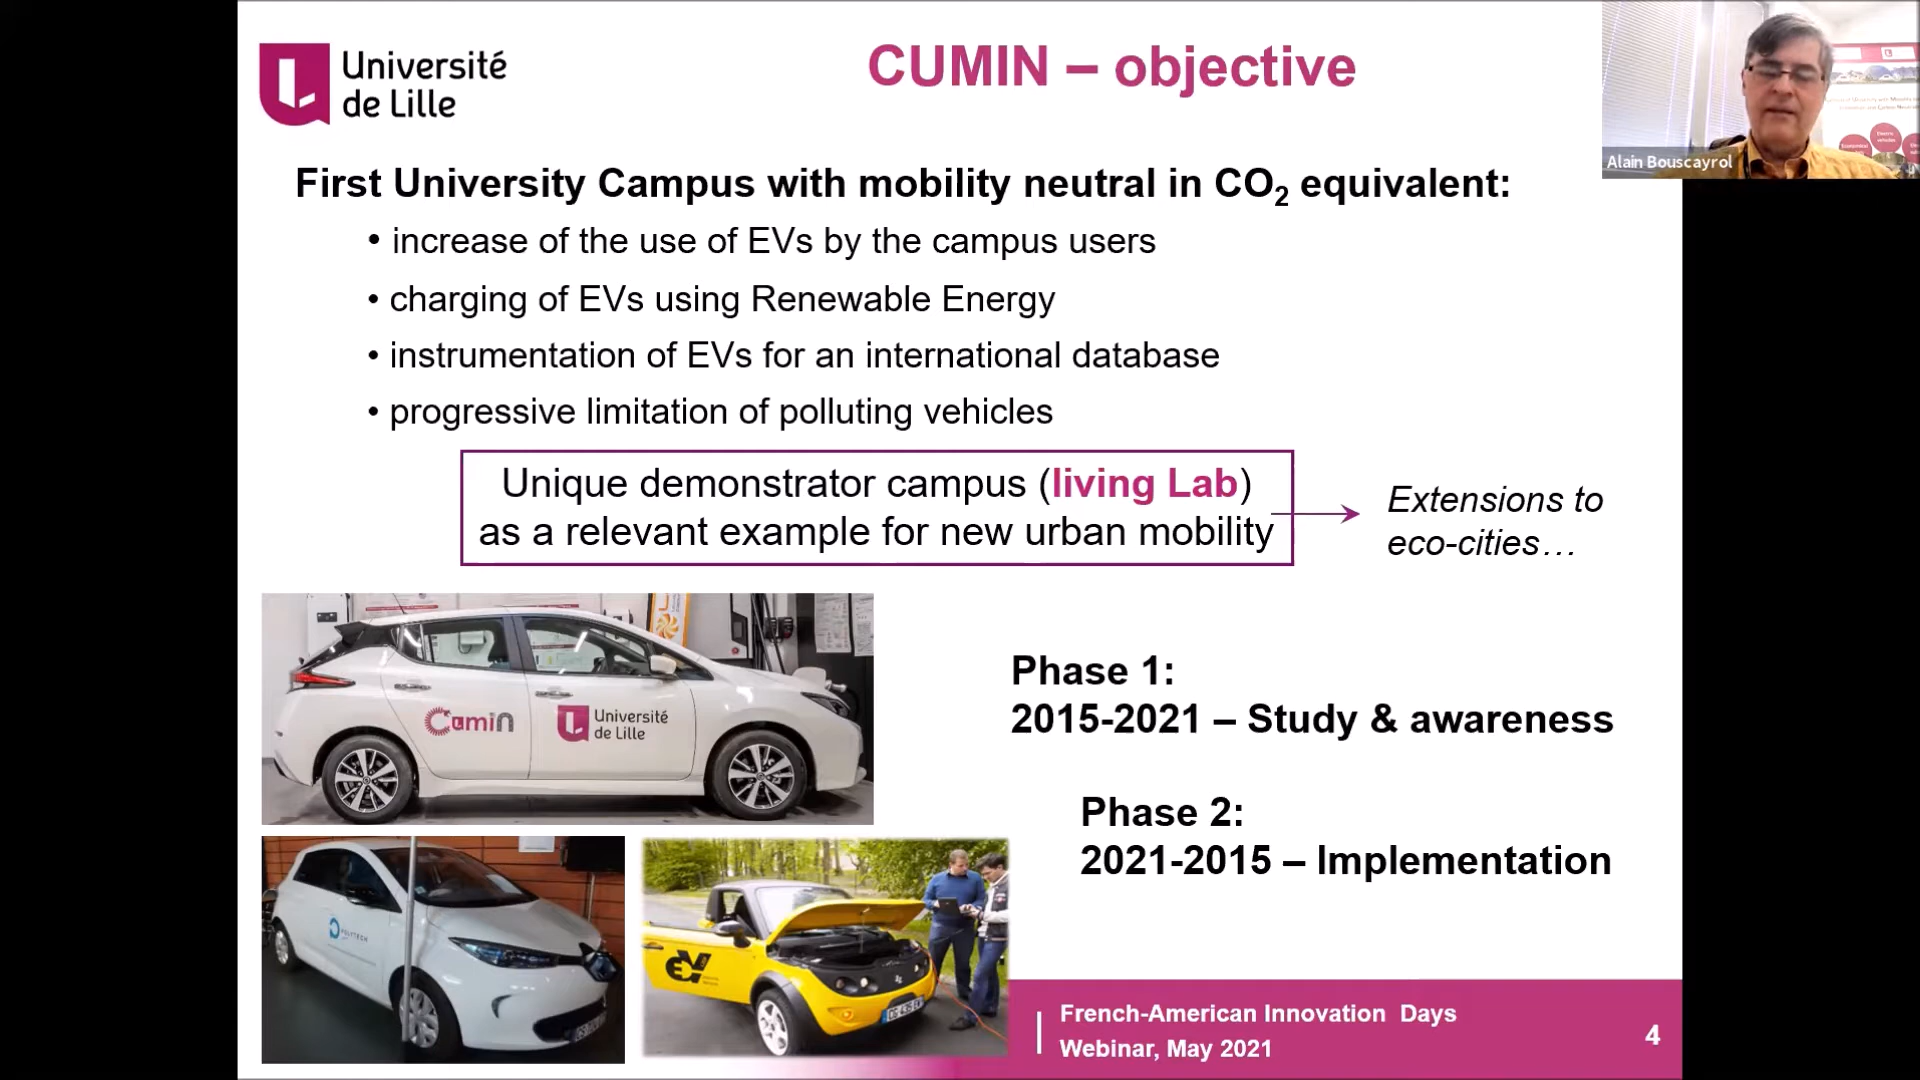 Université
de Lille
CUMIN – objective
Alain Bouscayrol
First University Campus with mobility neutral in CO₂ equivalent:
• increase of the use of EVs by the campus users
• charging of EVs using Renewable Energy
• instrumentation of EVs for an international database
• progressive limitation of polluting vehicles
Unique demonstrator campus (living Lab)
as a relevant example for new urban mobility
Extensions to
eco-cities…
CumiN
Université
de Lille
Phase 1:
2015-2021 – Study & awareness
Phase 2:
2021-2015 – Implementation
POLYTECH
EV
French-American Innovation Days
Webinar, May 2021
4